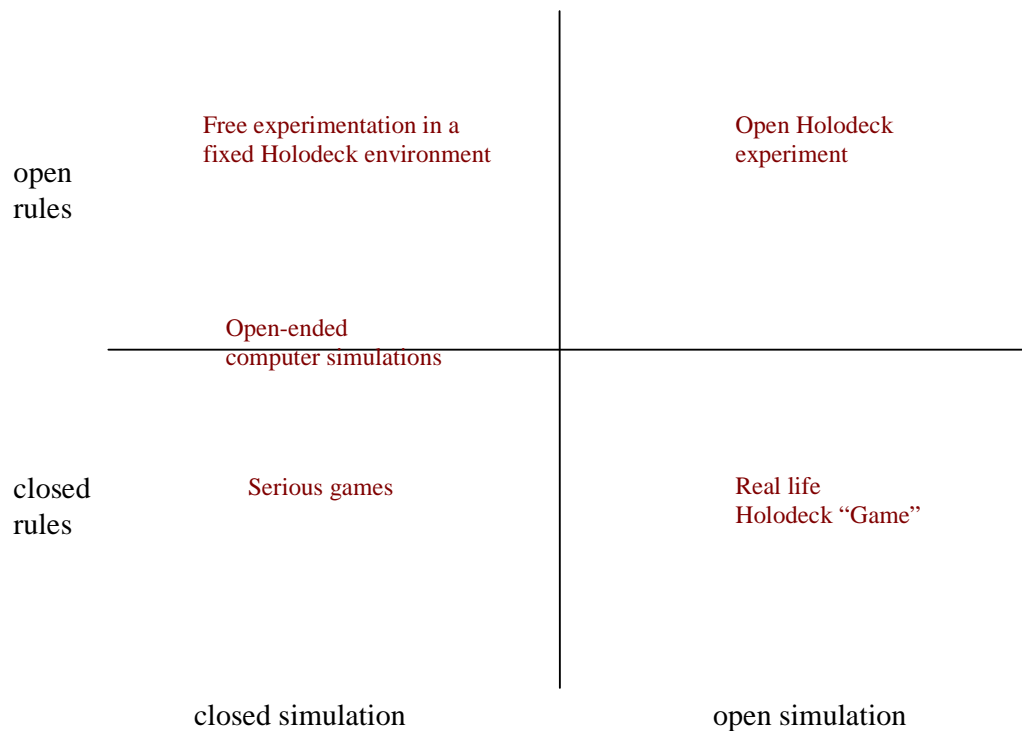 Free experimentation in a
fixed Holodeck environment
Open Holodeck
experiment
open
rules
Open-ended
computer simulations
closed
rules
Serious games
Real life
Holodeck “Game”
closed simulation
open simulation